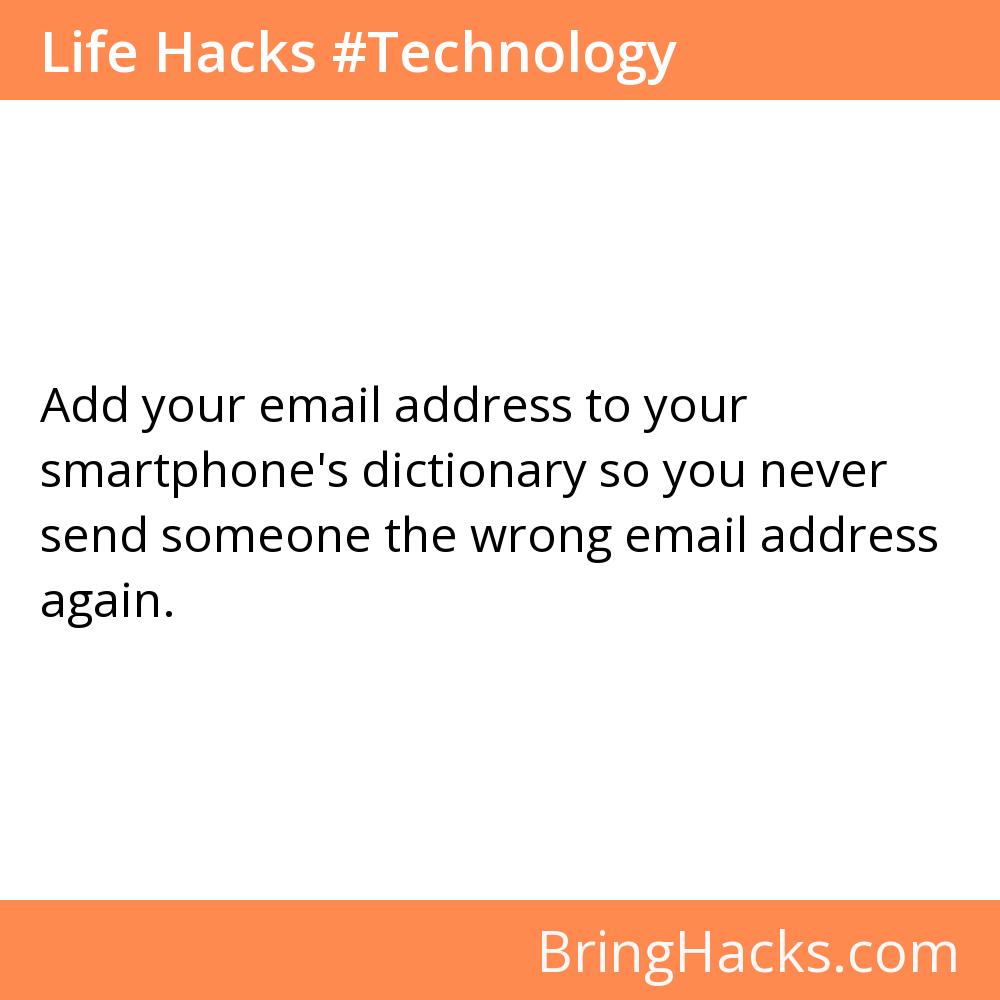 Life Hacks #Technology
Add your email address to your
smartphone's dictionary so you never
send someone the wrong email address
again.
BringHacks.com